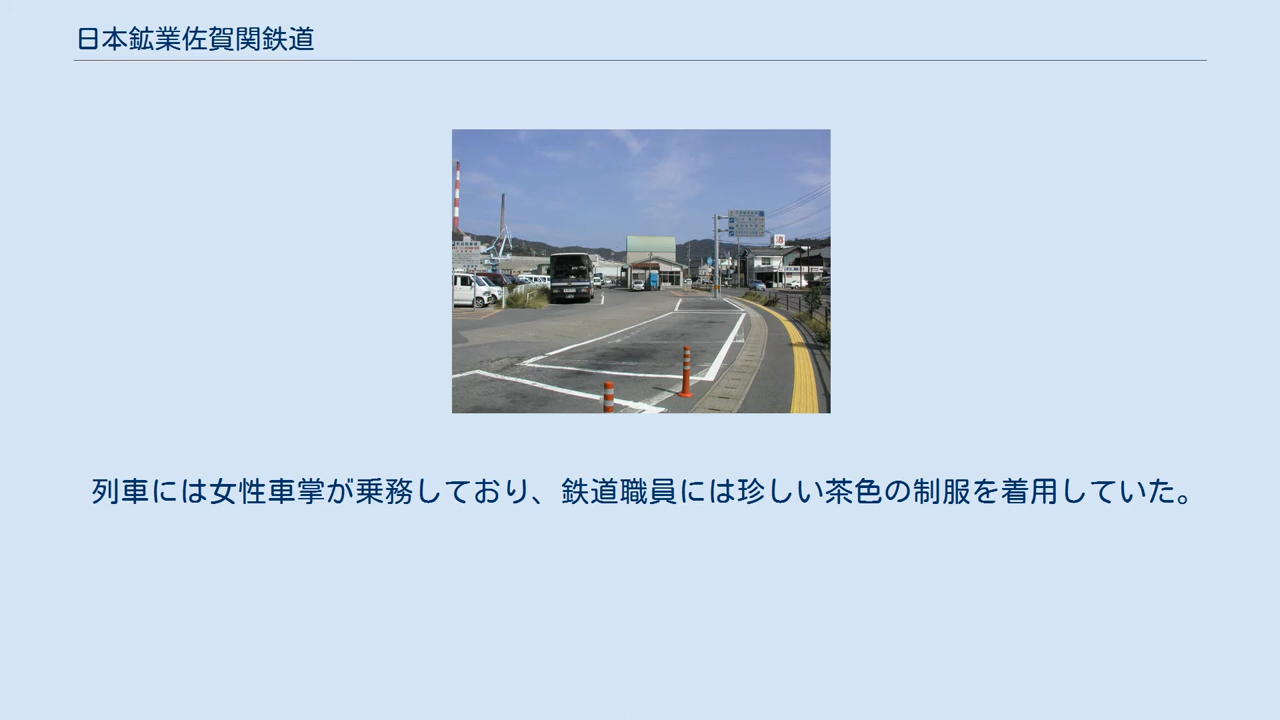 日本鉱業佐賀関鉄道
酒
列車には女性車掌が乗務しており、鉄道職員には珍しい茶色の制服を着用していた。